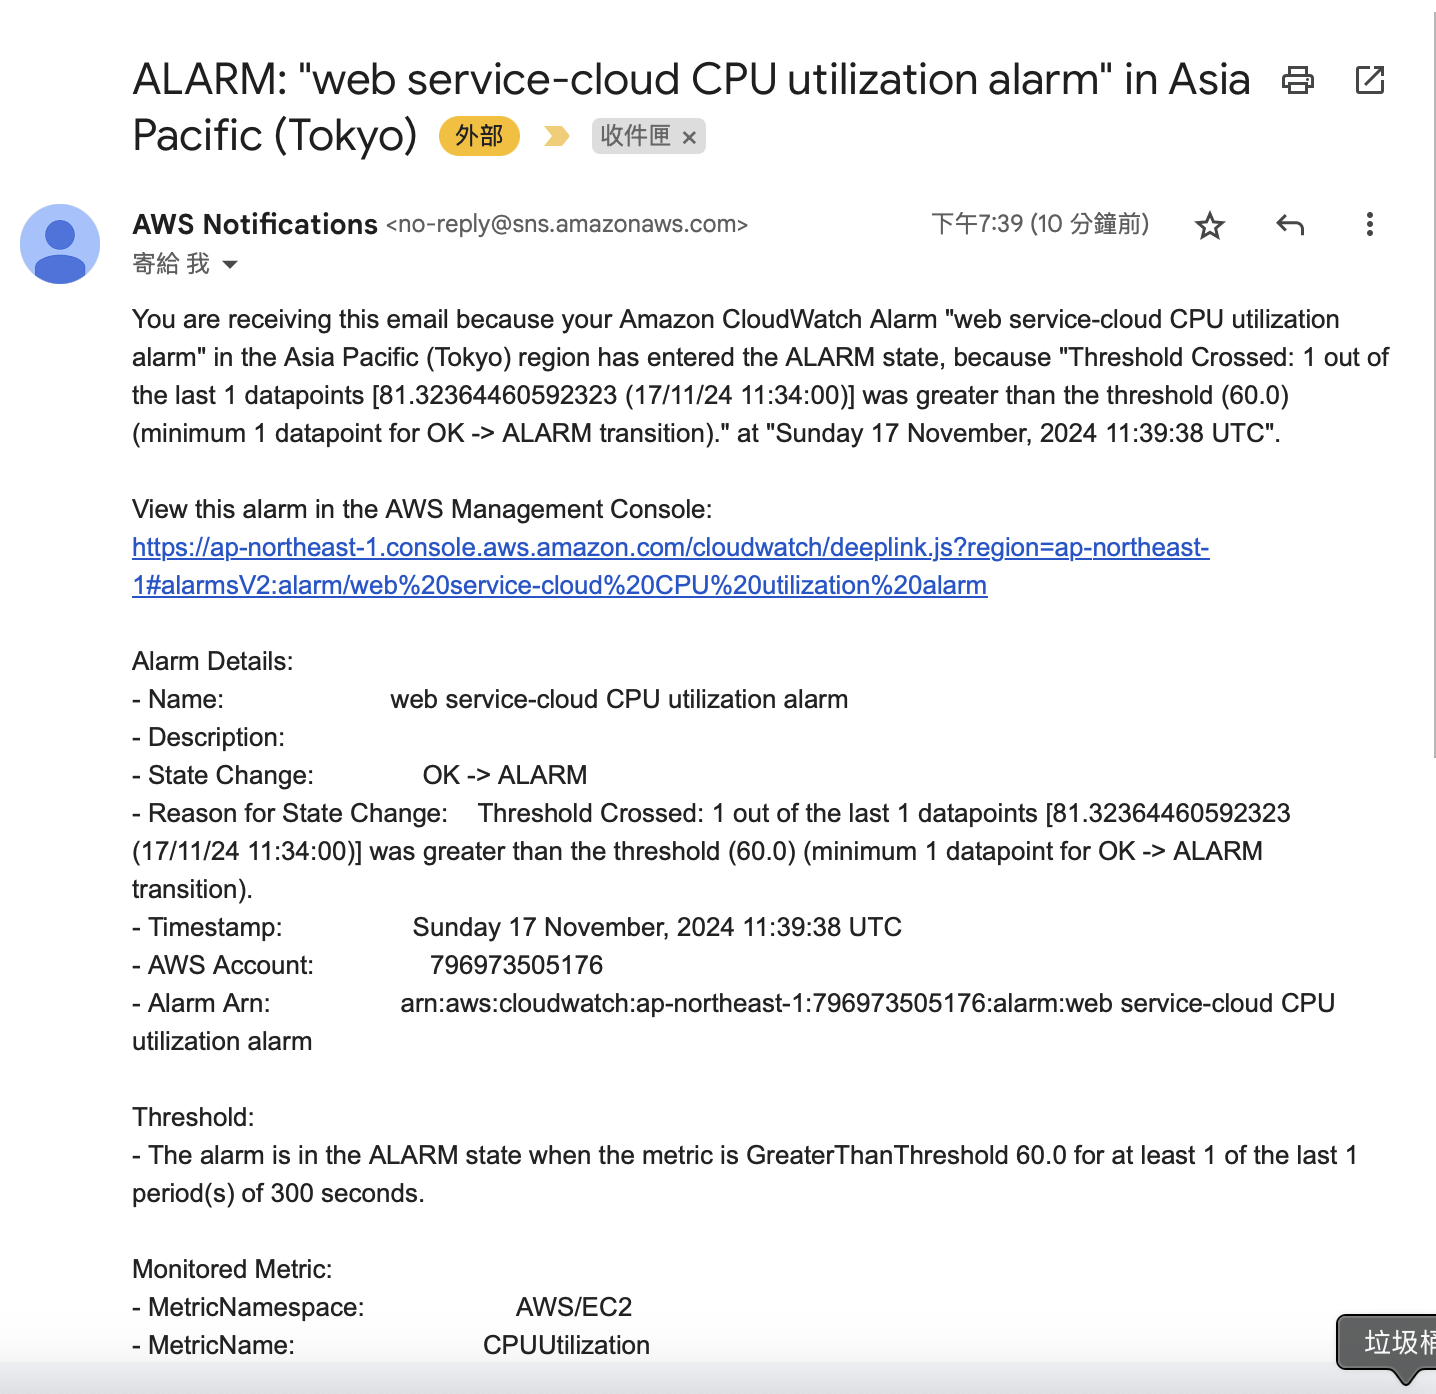 ALARM: "web service-cloud CPU utilization alarm" in Asia
Pacific (Tokyo) 外部 收件匣 ×
AWS Notifications <no-reply@sns.amazonaws.com> 下午7:39 (10 分鐘前)
寄給 我
You are receiving this email because your Amazon CloudWatch Alarm "web service-cloud CPU utilization
alarm" in the Asia Pacific (Tokyo) region has entered the ALARM state, because "Threshold Crossed: 1 out of
the last 1 datapoints [81.32364460592323 (17/11/24 11:34:00)] was greater than the threshold (60.0)
(minimum 1 datapoint for OK -> ALARM transition)." at "Sunday 17 November, 2024 11:39:38 UTC".
View this alarm in the AWS Management Console:
https://ap-northeast-1.console.aws.amazon.com/cloudwatch/deeplink.js?region=ap-northeast-
1#alarmsV2:alarm/web%20service-cloud%20CPU%20utilization%20alarm
Alarm Details:
- Name: web service-cloud CPU utilization alarm
- Description:
- State Change: OK -> ALARM
- Reason for State Change: Threshold Crossed: 1 out of the last 1 datapoints [81.32364460592323
(17/11/24 11:34:00)] was greater than the threshold (60.0) (minimum 1 datapoint for OK -> ALARM
transition).
- Timestamp: Sunday 17 November, 2024 11:39:38 UTC
- AWS Account: 796973505176
- Alarm Arn: arn:aws:cloudwatch:ap-northeast-1:796973505176:alarm:web service-cloud CPU
utilization alarm
Threshold:
- The alarm is in the ALARM state when the metric is GreaterThanThreshold 60.0 for at least 1 of the last 1
period(s) of 300 seconds.
Monitored Metric:
- MetricNamespace: AWS/EC2
- MetricName: CPUUtilization
垃圾桶